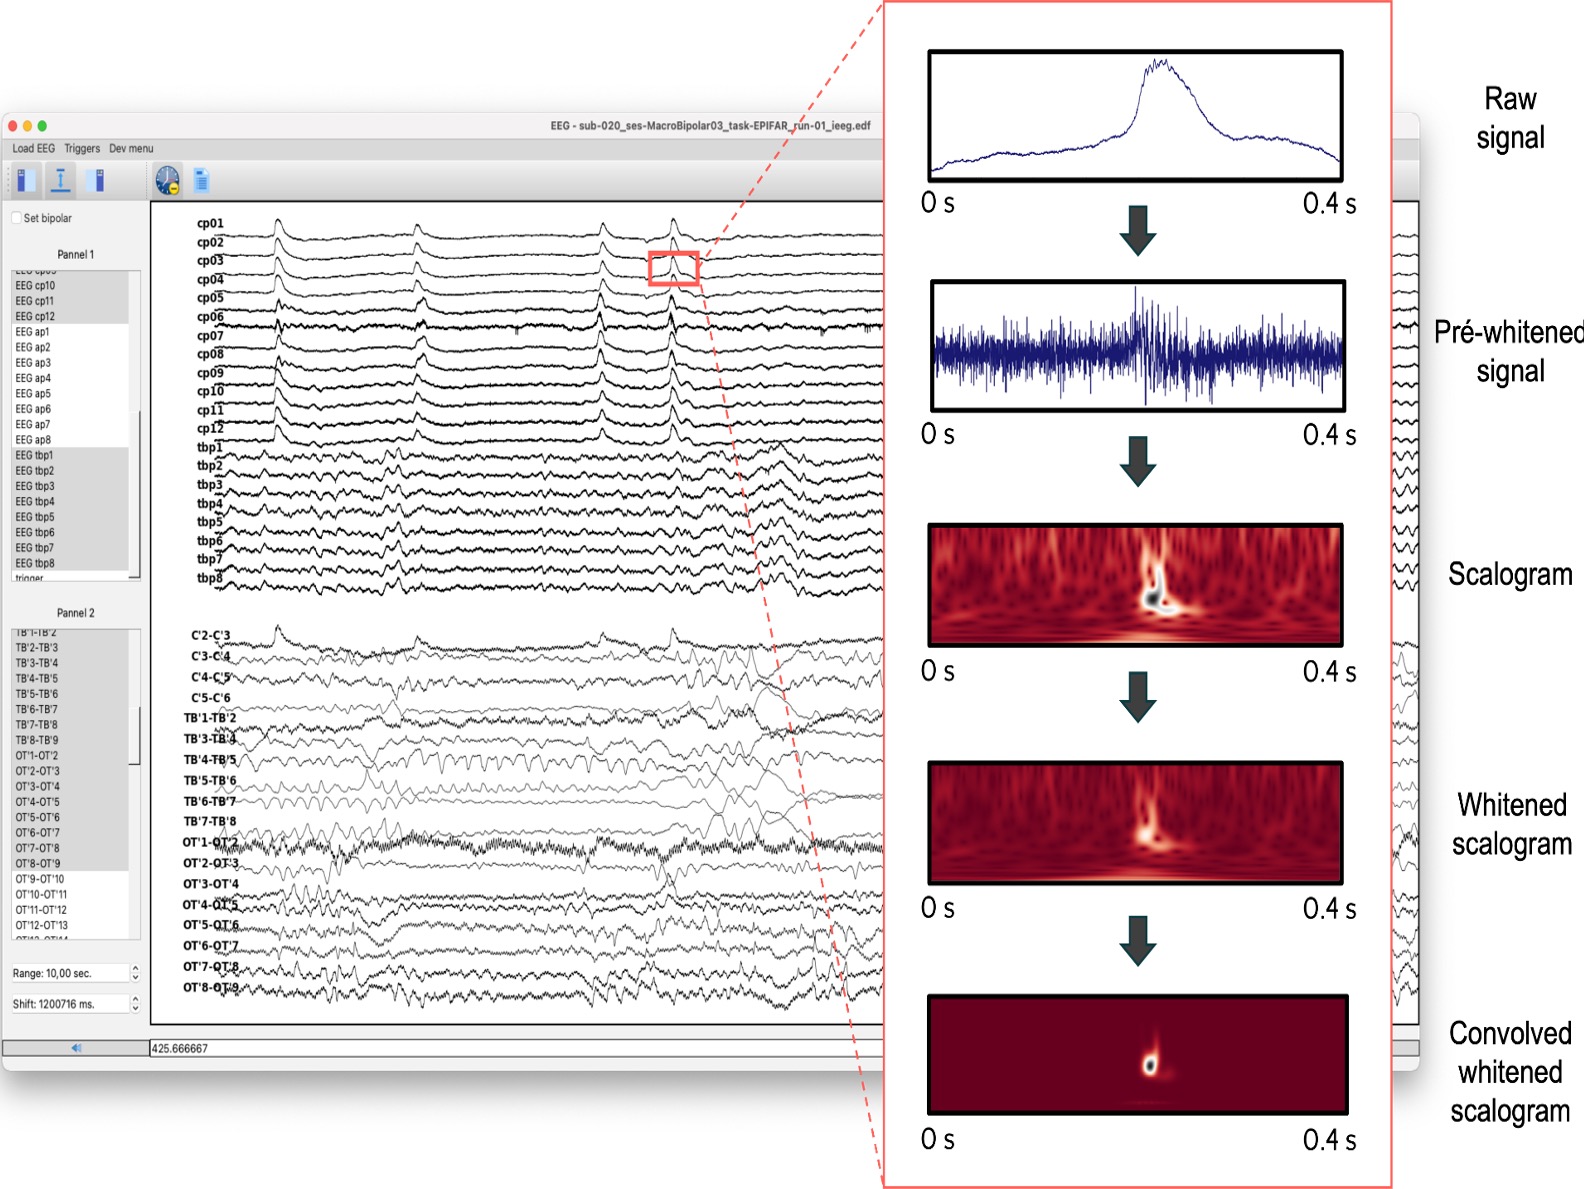 EEG - sub-020_ses-MacroBipolar03_task-EPIFAR_run-01_ieeg.edf
Load EEG Triggers Dev menu
Set bipolar
Pannel 1
EEG cp09
EEG cp10
EEG cp11
EEG cp12
EEG ap1
EEG ap2
EEG ap3
EEG ap4
EEG ap5
EEG ap6
EEG ap7
EEG ap8
EEG tbp1
EEG tbp2
EEG tbp3
EEG tbp4
EEG tbp5
EEG tbp6
EEG tbp7
EEG tbp8
trigger
Pannel 2
TB'1-TB'2
TB'2-TB'3
TB'3-TB'4
TB'4-TB'5
TB'5-TB'6
TB'6-TB'7
TB'7-TB'8
TB'8-TB'9
OT'1-OT'2
OT'2-OT'3
OT'3-OT'4
OT'4-OT'5
OT'5-OT'6
OT'6-OT'7
OT'7-OT'8
OT'8-OT'9
OT'9-OT'10
OT'10-OT'11
OT'11-OT'12
OT'12-OT'13
OT'13-OT'14
Range: 10,00 sec.
Shift: 1200716 ms.
425.666667
cp01
cp02
cp03
cp04
cp05
cp06
cp07
cp08
cp09
cp10
cp11
cp12
tbp1
tbp2
tbp3
tbp4
tbp5
tbp6
tbp7
tbp8
C'2-C'3
C'3-C'4
C'4-C'5
C'5-C'6
TB'1-TB'2
TB'3-TB'4
TB'4-TB'5
TB'5-TB'6
TB'6-TB'7
TB'7-TB'8
OT'1-OT'2
OT'2-OT'3
OT'3-OT'4
OT'4-OT'5
OT'5-OT'6
OT'6-OT'7
OT'7-OT'8
OT'8-OT'9
Raw
signal
0 s 0.4 s
Pré-whitened
signal
0 s 0.4 s
Scalogram
0 s 0.4 s
Whitened
scalogram
0 s 0.4 s
Convolved
whitened
scalogram
0 s 0.4 s